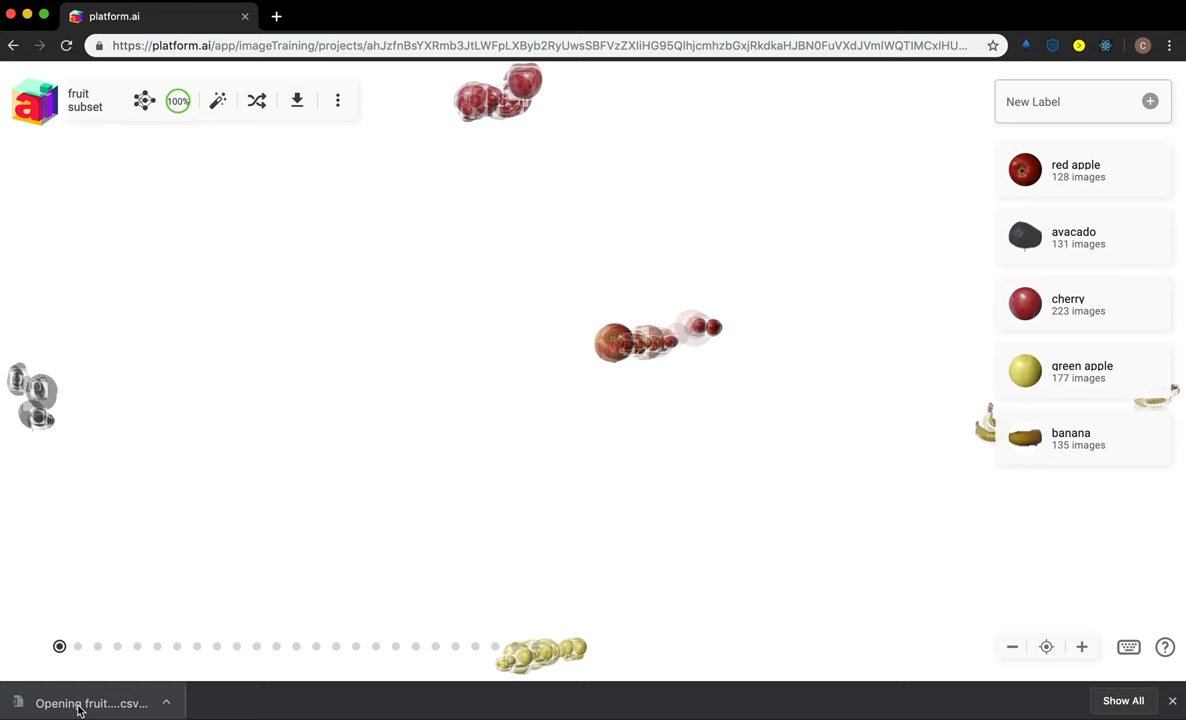 platform.ai
https://platform.ai/app/imageTraining/projects/ahJzfnBsYXRmb3JtLWFpLXByb2RyUwsSBFVzZXIiHG95QlhjcmhzbGxjRkdkaHJBN0FuVXdJVmlWQTIMCxIHU...
C
fruit
subset
100%
New Label
red apple
128 images
avacado
131 images
cherry
223 images
green apple
177 images
banana
135 images
Opening fruit....csv...
Show All